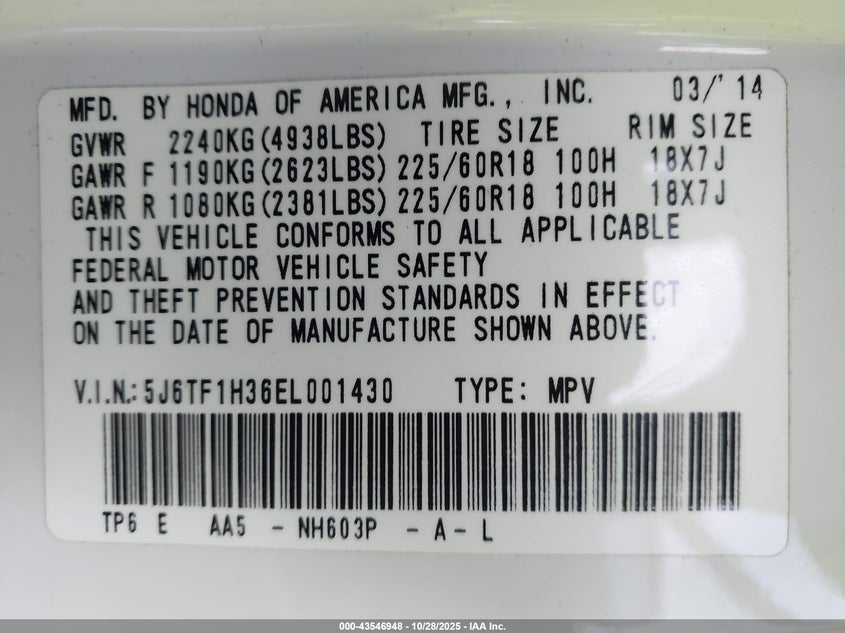 MFD. BY HONDA OF AMERICA MFG., INC. 03/'14
GVWR 2240KG(4938LBS) TIRE SIZE RIM SIZE
GAWR F 1190KG(2623LBS) 225/60R18 100H 18X7J
GAWR R 1080KG(2381LBS) 225/60R18 100H 18X7J
THIS VEHICLE CONFORMS TO ALL APPLICABLE
FEDERAL MOTOR VEHICLE SAFETY
AND THEFT PREVENTION STANDARDS IN EFFECT
ON THE DATE OF MANUFACTURE SHOWN ABOVE.
V.I.N.: 5J6TF1H36EL001430 TYPE: MPV
TP6 E AA5 - NH603P - A - L
000-43546948 - 10/28/2025 - IAA Inc.